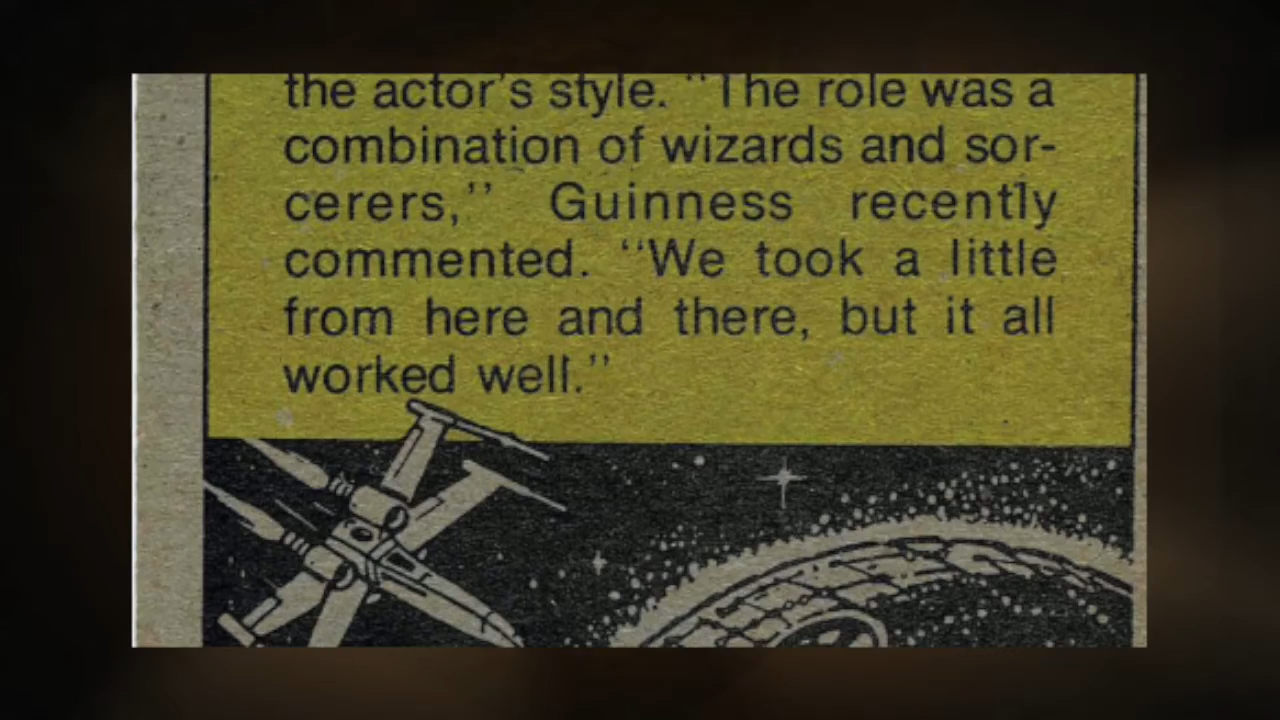 the actor's style. "The role was a
combination of wizards and sor-
cerers," Guinness recently
commented. "We took a little
from here and there, but it all
worked well."